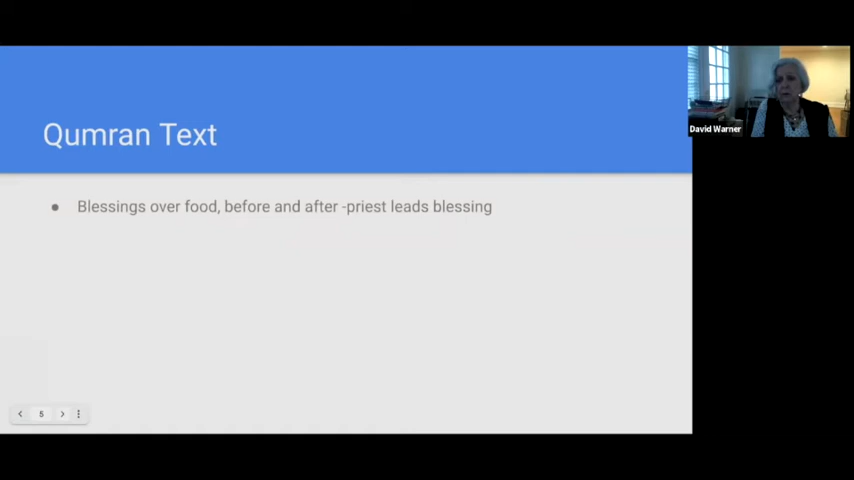 Qumran Text
● Blessings over food, before and after -priest leads blessing
David Warner
5